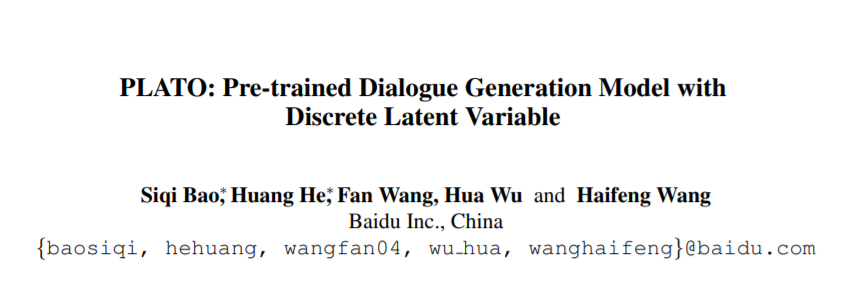 PLATO: Pre-trained Dialogue Generation Model with
Discrete Latent Variable
Siqi Bao*, Huang He*, Fan Wang, Hua Wu and Haifeng Wang
Baidu Inc., China
{baosiqi, hehuang, wangfan04, wu_hua, wanghaifeng}@baidu.com